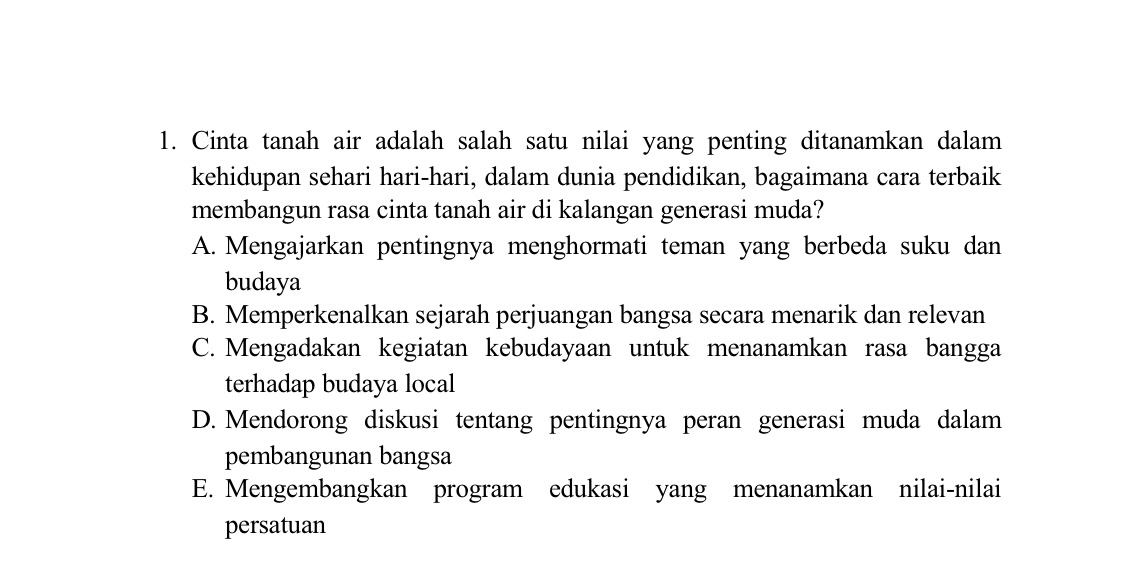 1. Cinta tanah air adalah salah satu nilai yang penting ditanamkan dalam
kehidupan sehari hari-hari, dalam dunia pendidikan, bagaimana cara terbaik
membangun rasa cinta tanah air di kalangan generasi muda?
A. Mengajarkan pentingnya menghormati teman yang berbeda suku dan
budaya
B. Memperkenalkan sejarah perjuangan bangsa secara menarik dan relevan
C. Mengadakan kegiatan kebudayaan untuk menanamkan rasa bangga
terhadap budaya local
D. Mendorong diskusi tentang pentingnya peran generasi muda dalam
pembangunan bangsa
E. Mengembangkan program edukasi yang menanamkan nilai-nilai
persatuan